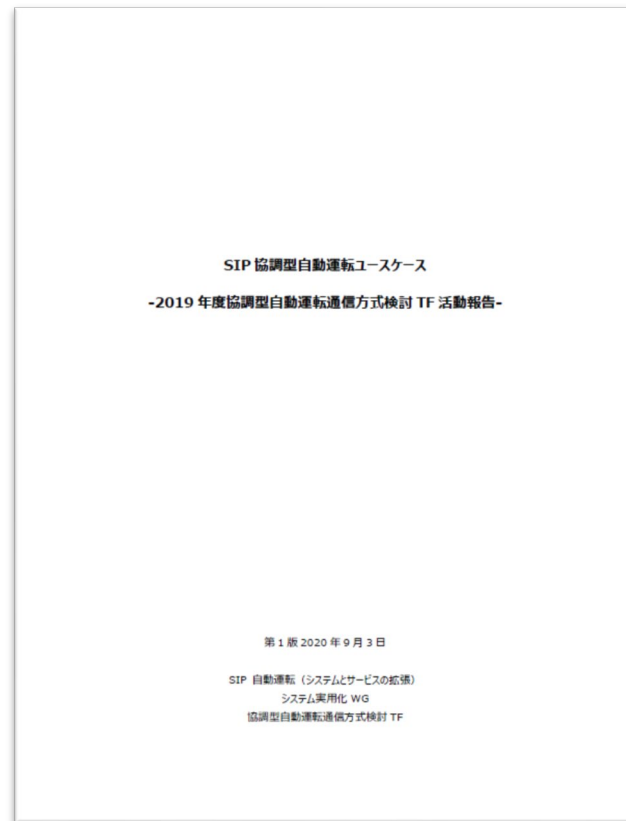 SIP 協調型自動運転ユースケース
-2019 年度協調型自動運転通信方式検討 TF 活動報告-
第 1 版 2020 年 9 月 3 日
SIP 自動運転（システムとサービスの拡張）
システム実用化 WG
協調型自動運転通信方式検討 TF